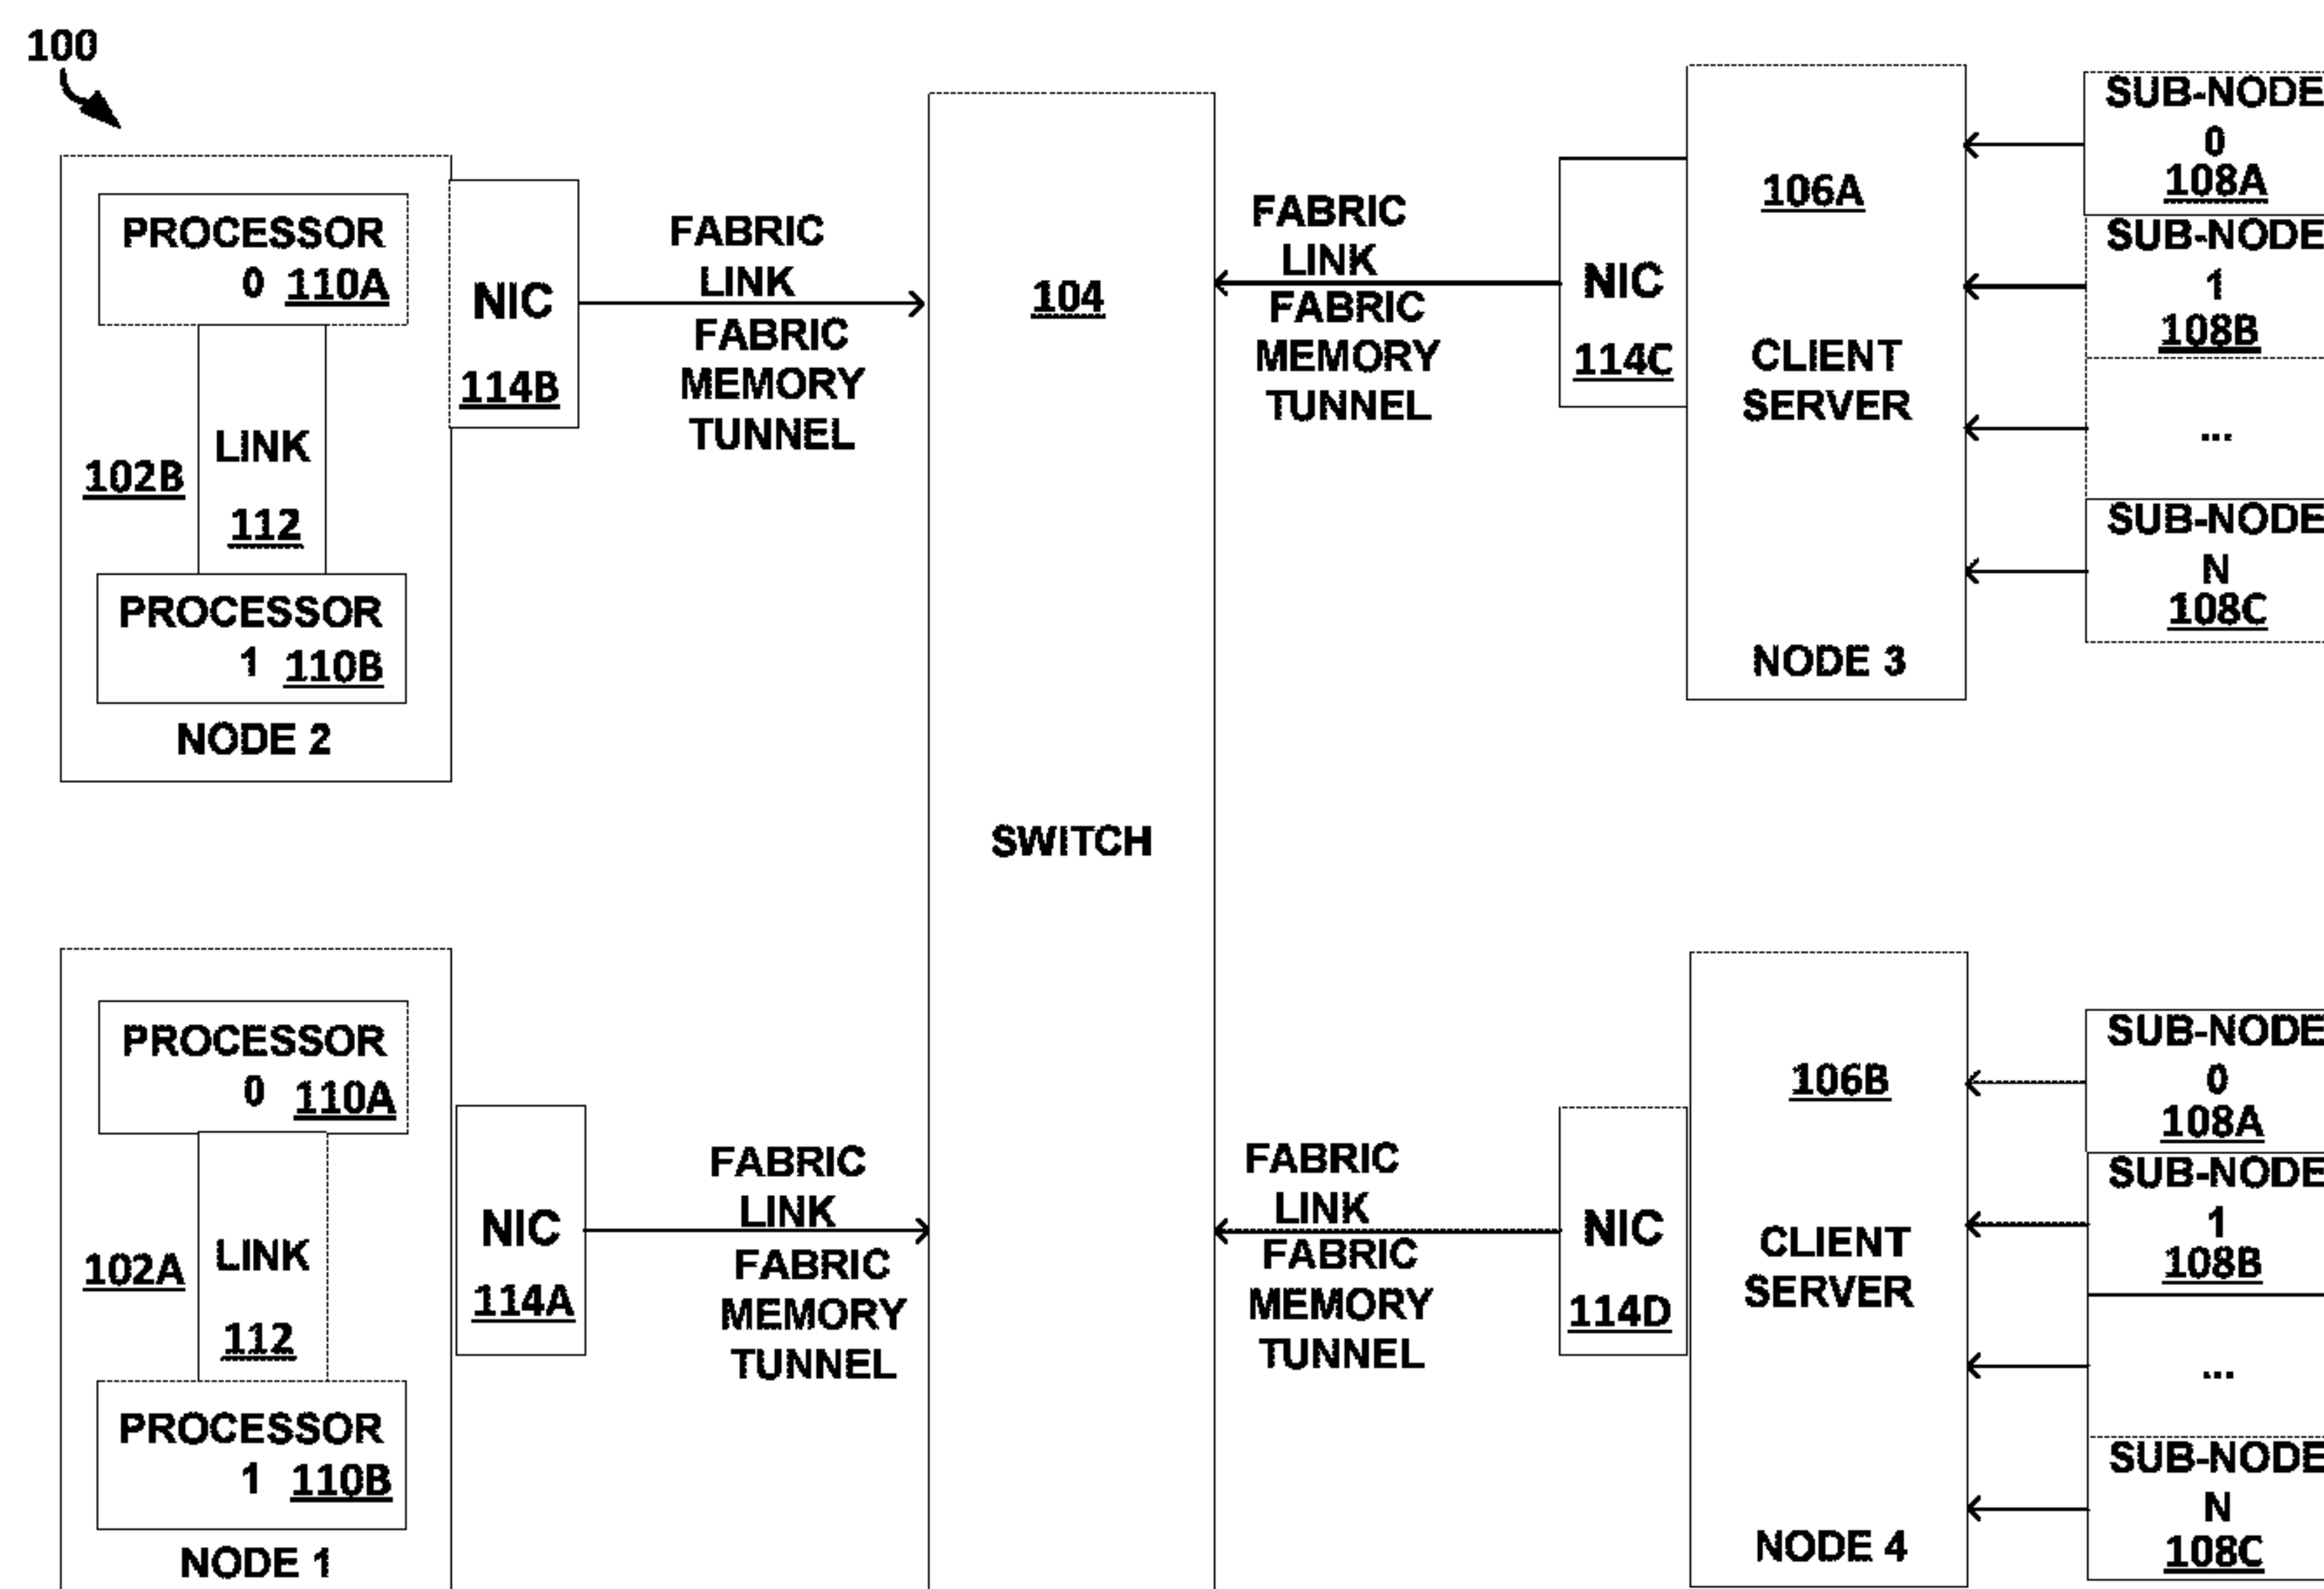 100
PROCESSOR
0 110A
LINK
102B
112
PROCESSOR
1 110B
NODE 2
NIC
114B
FABRIC
LINK
FABRIC
MEMORY
TUNNEL
104
SWITCH
FABRIC
LINK
FABRIC
MEMORY
TUNNEL
NIC
114C
106A
CLIENT
SERVER
NODE 3
SUB-NODE
0
108A
SUB-NODE
1
108B
...
SUB-NODE
N
108C
PROCESSOR
0 110A
LINK
102A
112
PROCESSOR
1 110B
NODE 1
NIC
114A
FABRIC
LINK
FABRIC
MEMORY
TUNNEL
FABRIC
LINK
FABRIC
MEMORY
TUNNEL
NIC
114D
106B
CLIENT
SERVER
NODE 4
SUB-NODE
0
108A
SUB-NODE
1
108B
...
SUB-NODE
N
108C